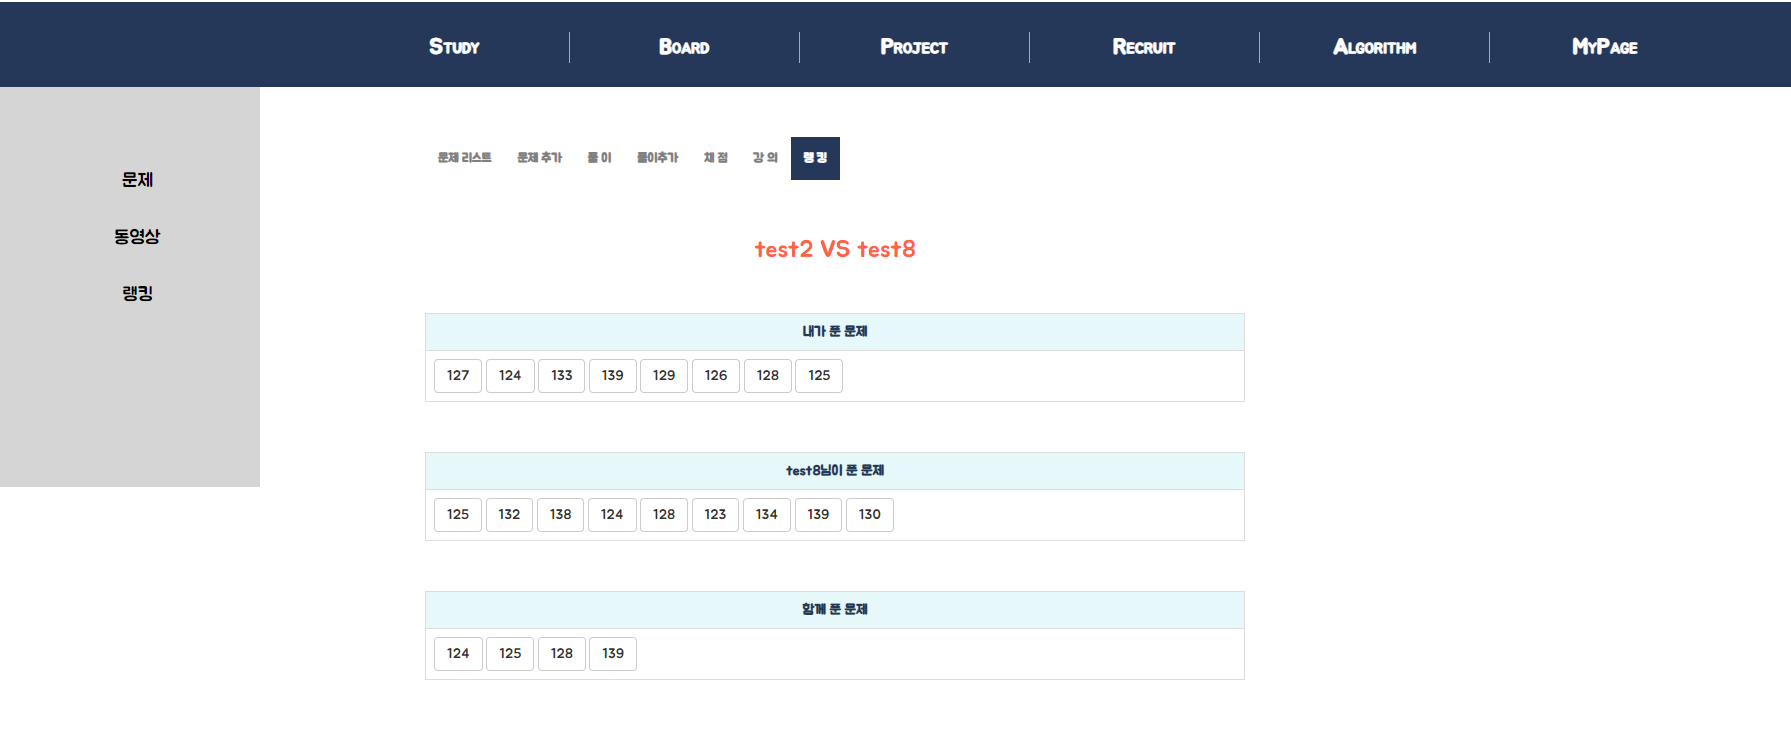 Study Board Project Recruit Algorithm MyPage
문제
동영상
랭킹
문제 리스트 문제 추가 풀 이 풀이추가 채 점 강 의 랭 킹
test2 VS test8
내가 푼 문제
127 124 133 139 129 126 128 125
test8님이 푼 문제
125 132 138 124 128 123 134 139 130
함께 푼 문제
124 125 128 139